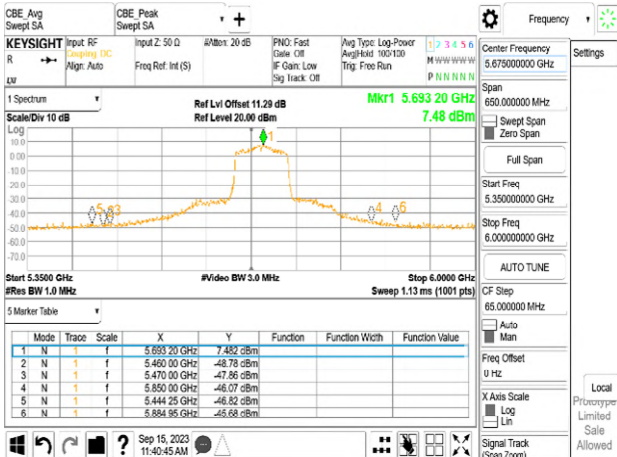 CBE_Avg
Swept SA
CBE_Peak
Swept SA
+
Frequency
KEYSIGHT
R
Input: RF
Coupling: DC
Align: Auto
Input Z: 50 Ω
Freq Ref: Int (S)
#Atten: 20 dB
PNO: Fast
Gate: Off
IF Gain: Low
Sig Track: Off
Avg Type: Log-Power
Avg|Hold: 100/100
Trig: Free Run
1 2 3 4 5 6
M W W W W W
P N N N N N
Center Frequency
5.675000000 GHz
Settings
Span
650.000000 MHz
Swept Span
Zero Span
Full Span
Start Freq
5.350000000 GHz
Stop Freq
6.000000000 GHz
AUTO TUNE
CF Step
65.000000 MHz
Auto
Man
Freq Offset
0 Hz
X Axis Scale
Log
Lin
Signal Track
(Span Zoom)
Local
Prototype
Limited
Sale
Allowed
1 Spectrum
Scale/Div 10 dB
Ref Lvl Offset 11.29 dB
Ref Level 20.00 dBm
Mkr1 5.693 20 GHz
7.48 dBm
Log
10.0
0.00
-10.0
-20.0
-30.0
-40.0
-50.0
-60.0
-70.0
1
5
3
4
6
Start 5.3500 GHz
#Res BW 1.0 MHz
#Video BW 3.0 MHz
Stop 6.0000 GHz
Sweep 1.13 ms (1001 pts)
5 Marker Table
Mode Trace Scale X Y Function Function Width Function Value
1 N 1 f 5.693 20 GHz 7.482 dBm
2 N 1 f 5.460 00 GHz -48.78 dBm
3 N 1 f 5.470 00 GHz -47.86 dBm
4 N 1 f 5.850 00 GHz -46.07 dBm
5 N 1 f 5.444 25 GHz -46.82 dBm
6 N 1 f 5.884 95 GHz -45.68 dBm
?
Sep 15, 2023
11:40:45 AM